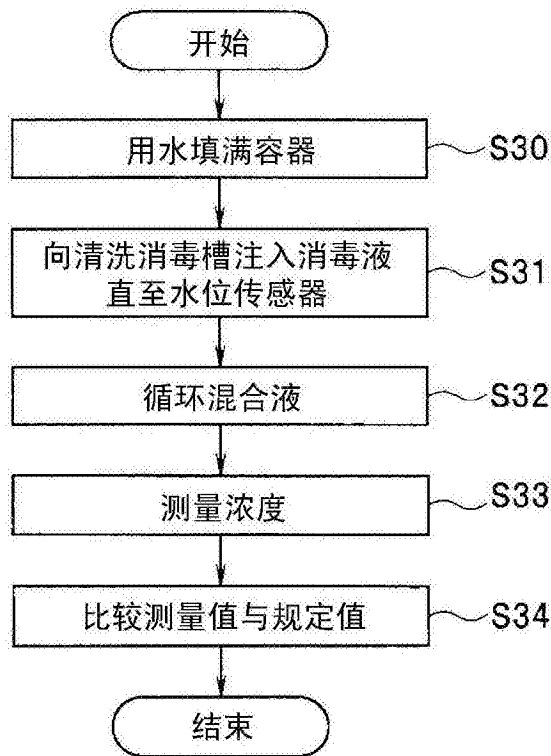 开始
用水填满容器
S30
向清洗消毒槽注入消毒液
直至水位传感器
S31
循环混合液
S32
测量浓度
S33
比较测量值与规定值
S34
结束